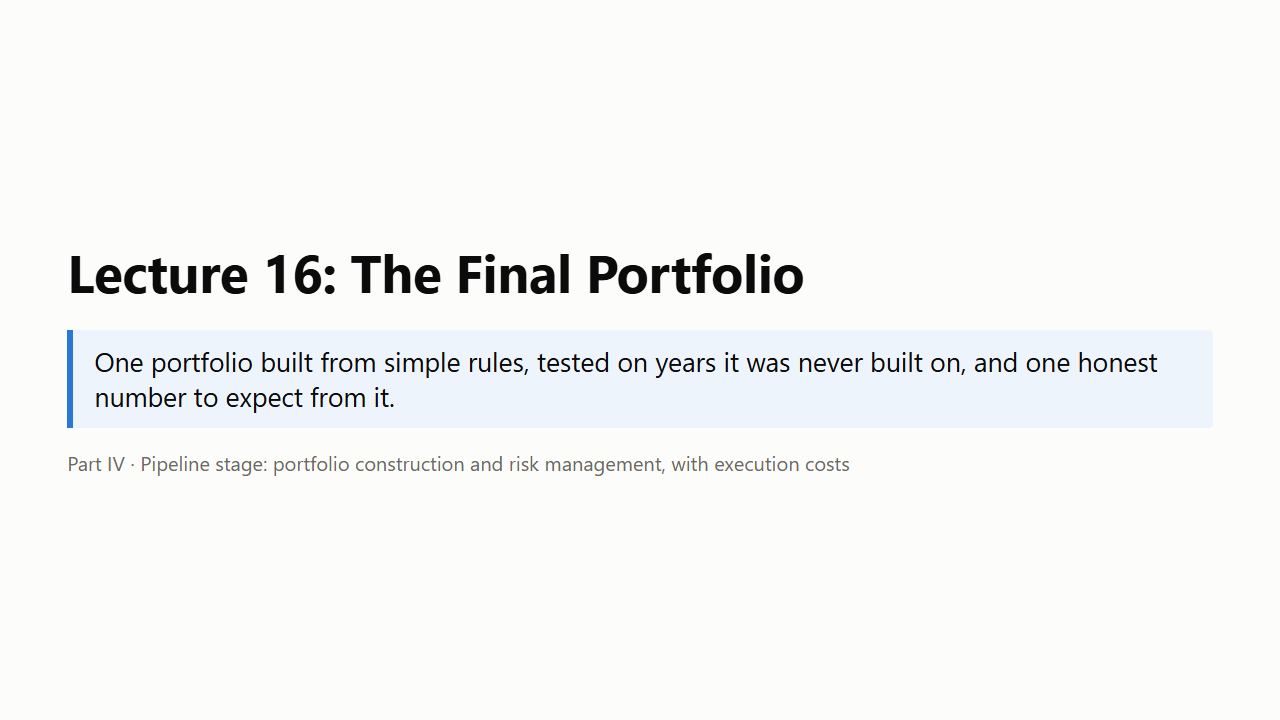 Lecture 16: The Final Portfolio
One portfolio built from simple rules, tested on years it was never built on, and one honest
number to expect from it.
Part IV · Pipeline stage: portfolio construction and risk management, with execution costs